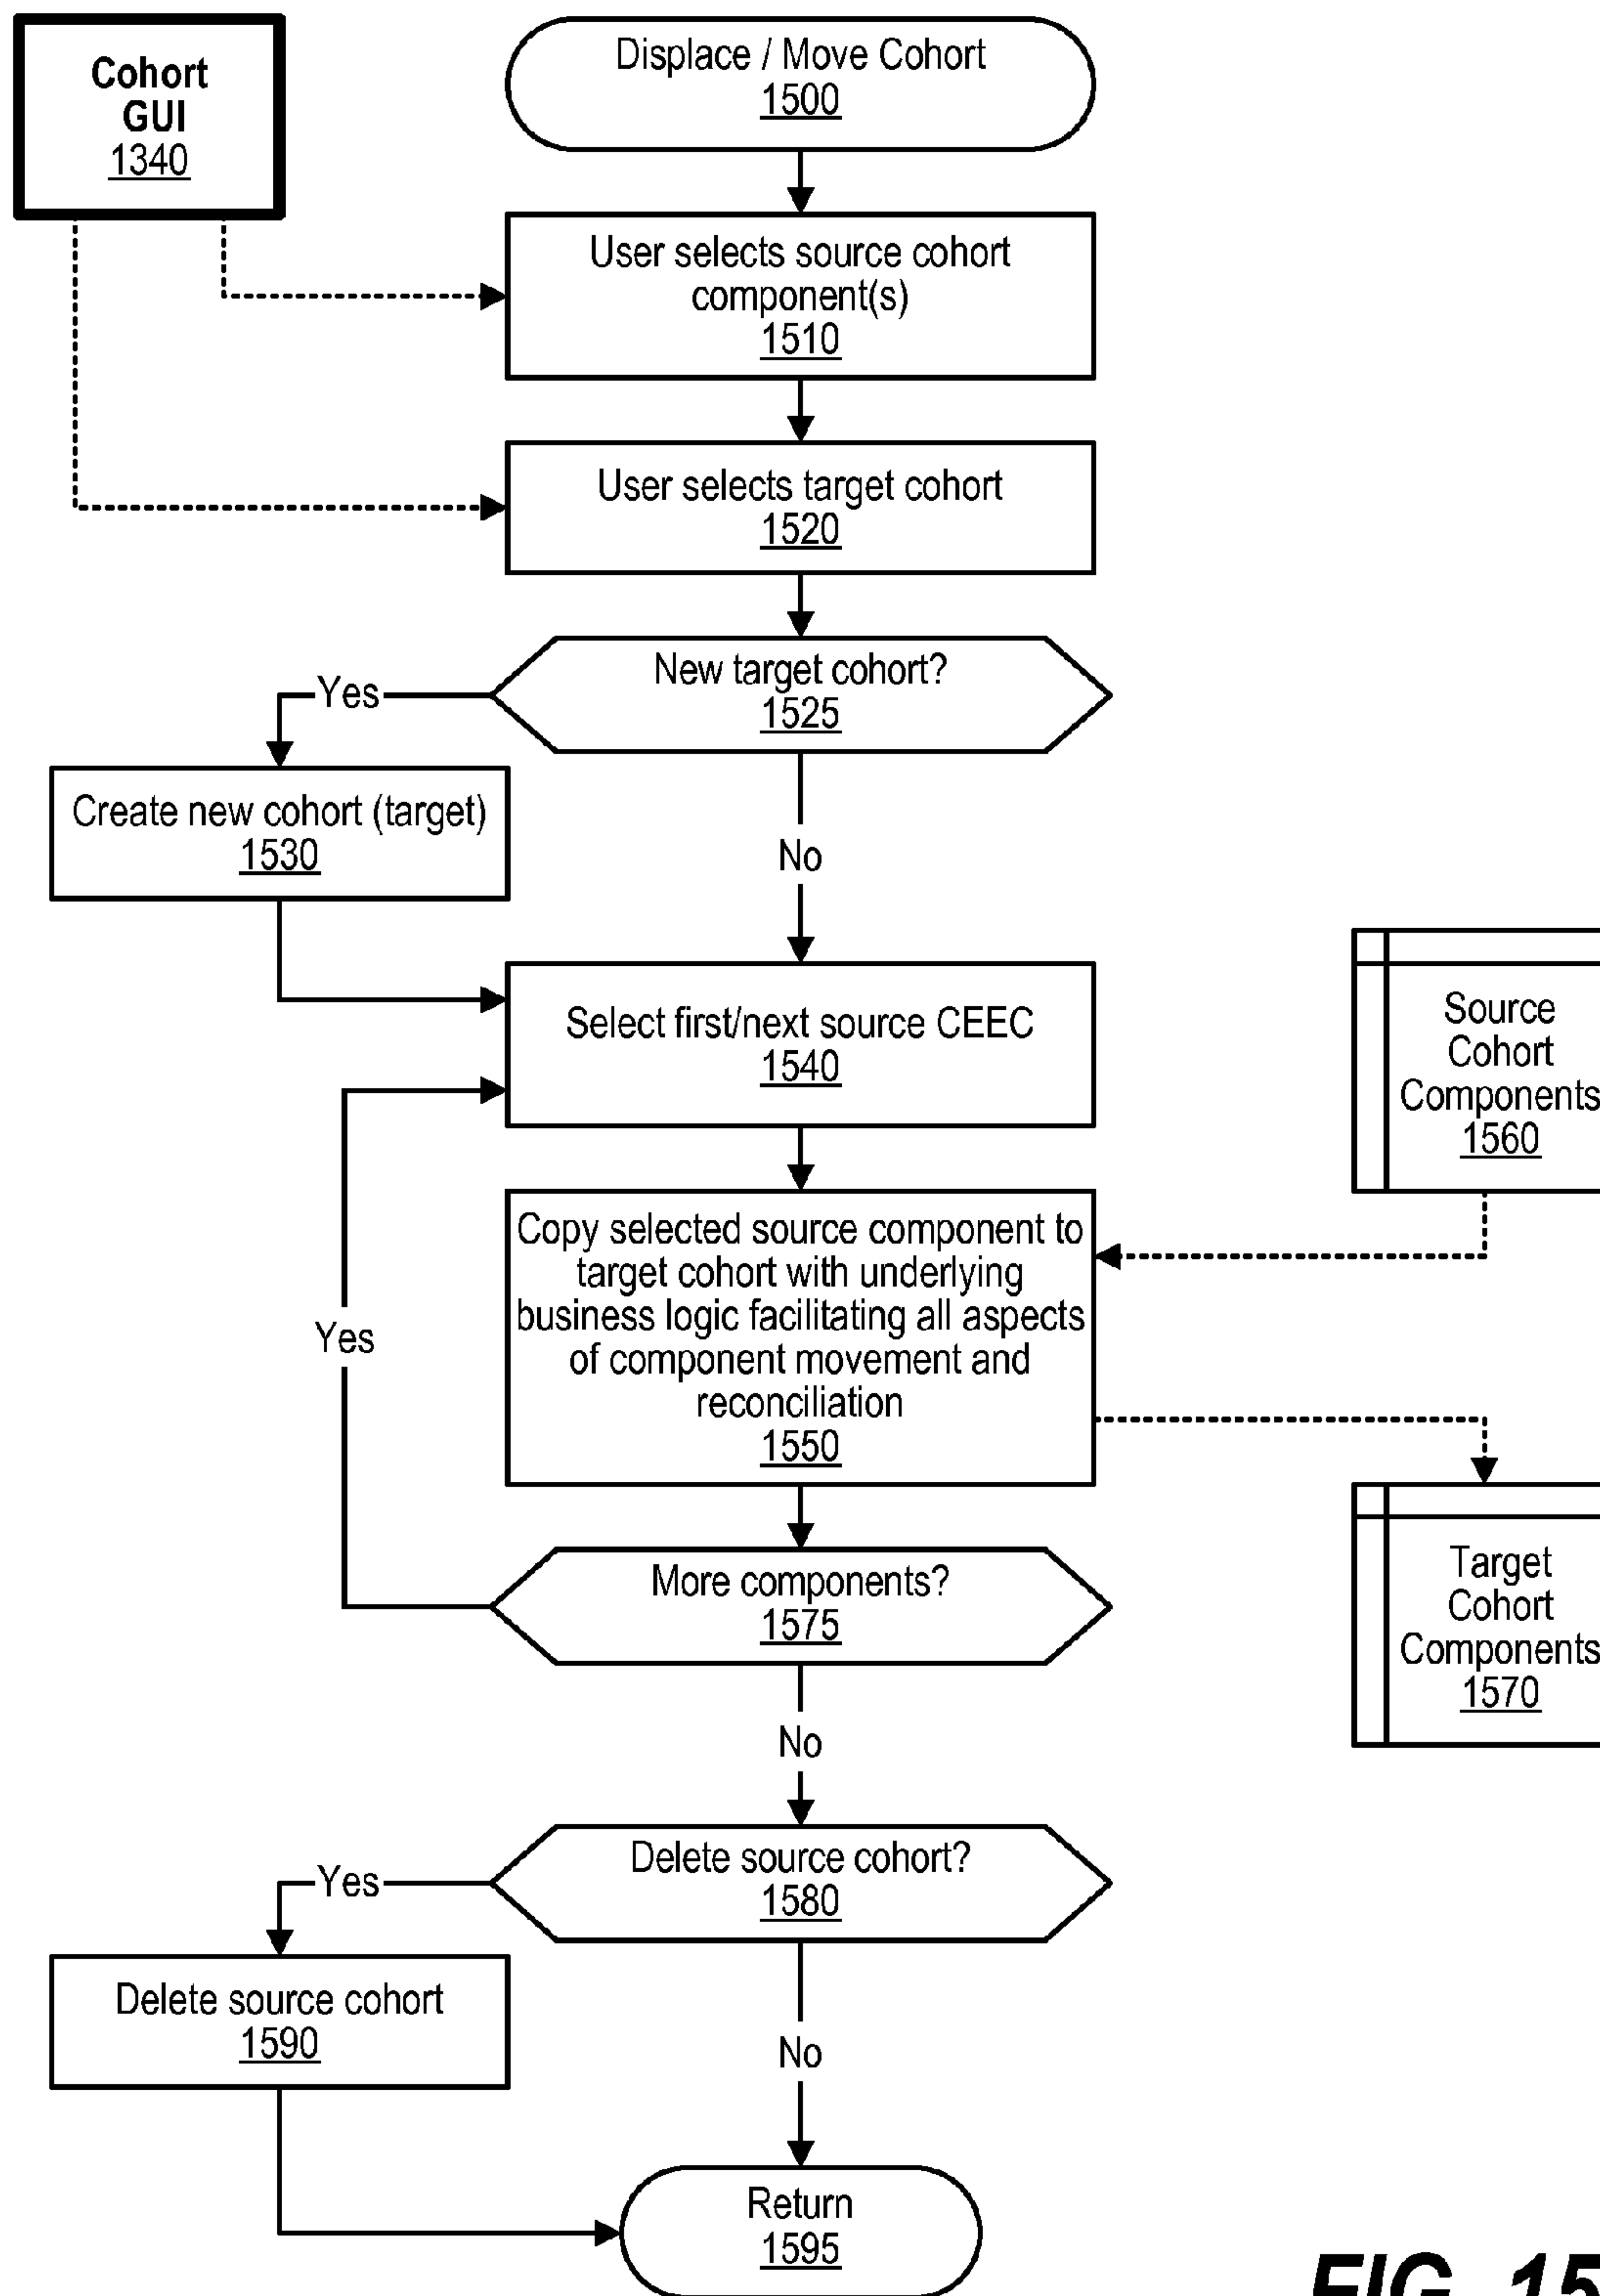 Cohort
GUI
1340
Displace / Move Cohort
1500
User selects source cohort
component(s)
1510
User selects target cohort
1520
New target cohort?
1525
Yes
Create new cohort (target)
1530
No
Select first/next source CEEC
1540
Source
Cohort
Components
1560
Copy selected source component to
target cohort with underlying
business logic facilitating all aspects
of component movement and
reconciliation
1550
Yes
Target
Cohort
Components
1570
More components?
1575
No
Delete source cohort?
1580
Yes
Delete source cohort
1590
No
Return
1595
FIG. 15